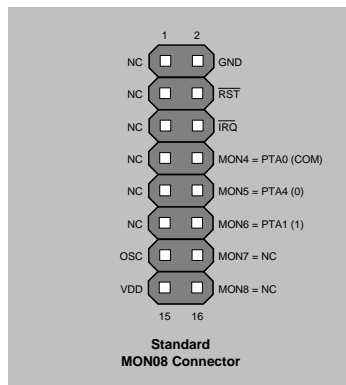 1 2
NC GND
NC RST
NC IRQ
NC MON4 = PTA0 (COM)
NC MON5 = PTA4 (0)
NC MON6 = PTA1 (1)
OSC MON7 = NC
VDD MON8 = NC
15 16
Standard
MON08 Connector